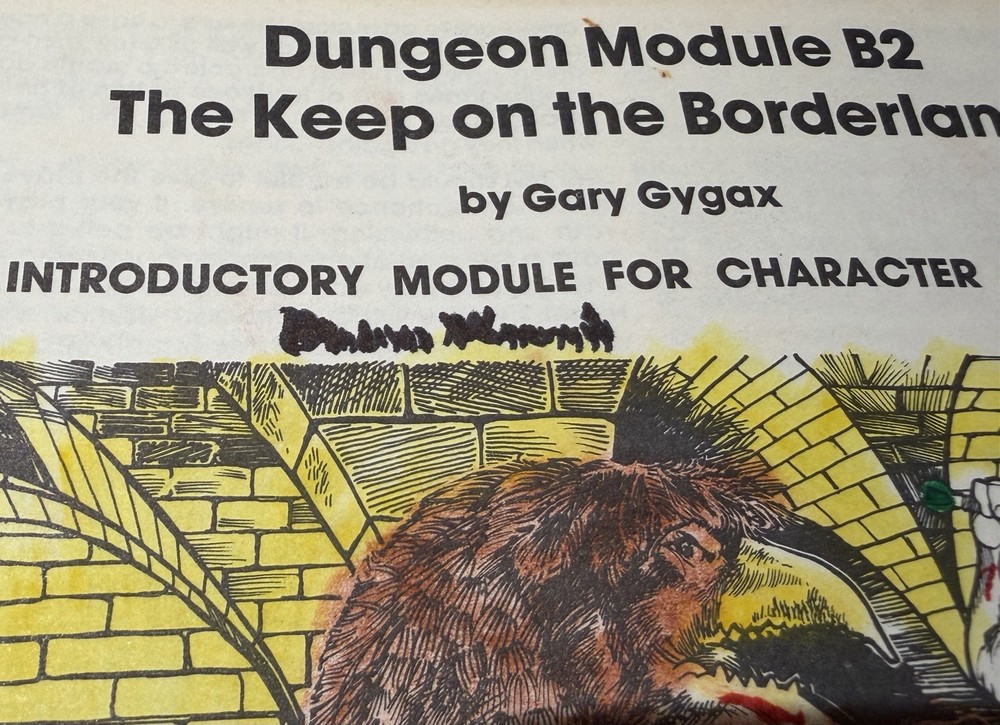 Dungeon Module B2
The Keep on the Borderlan
by Gary Gygax
INTRODUCTORY MODULE FOR CHARACTER